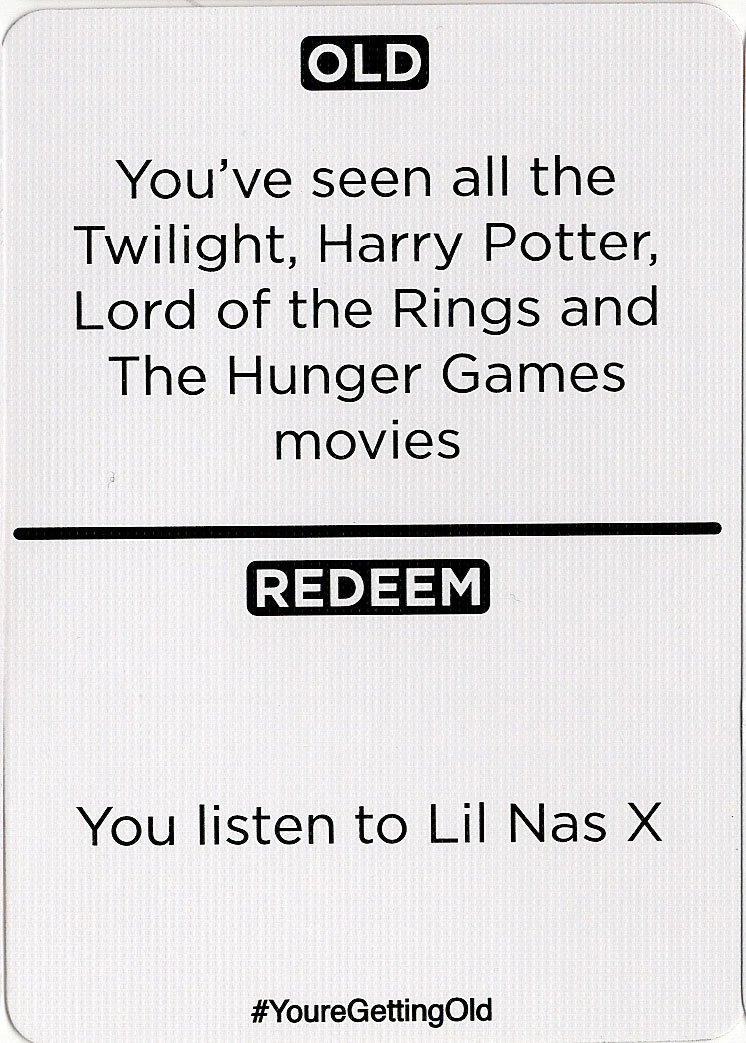 OLD
You’ve seen all the
Twilight, Harry Potter,
Lord of the Rings and
The Hunger Games
movies
REDEEM
You listen to Lil Nas X
#YoureGettingOld